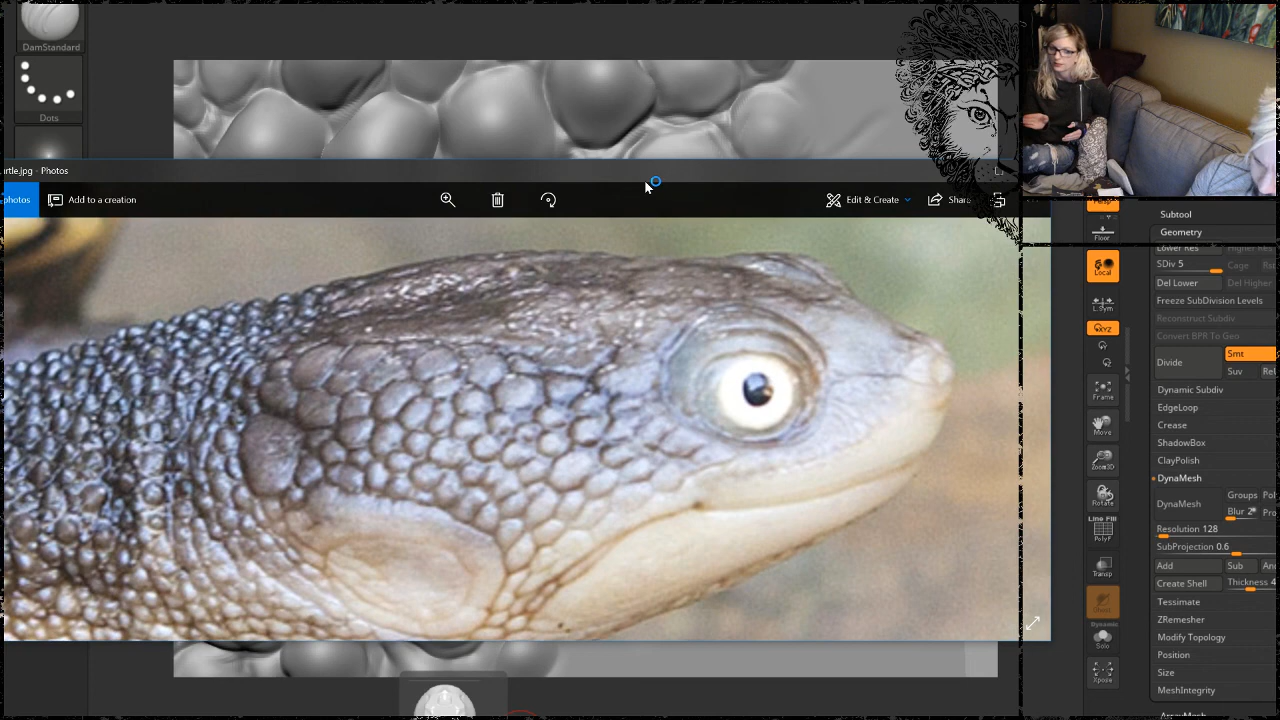 DamStandard
Dots
urtle.jpg - Photos
photos
Add to a creation
Edit & Create
Share
Floor
Local
L.Sym
Frame
Move
Zoom3D
Rotate
Line Fill
PolyF
Transp
Dynamic
Solo
Xpose
Subtool
Geometry
Lower Res Higher Res
SDiv 5 Cage
Del Lower Del Higher
Freeze SubDivision Levels
Reconstruct Subdiv
Convert BPR To Geo
Divide Smt
Suv
Dynamic Subdiv
EdgeLoop
Crease
ShadowBox
ClayPolish
DynaMesh
DynaMesh Groups
Blur 2
Resolution 128
SubProjection 0.6
Add Sub
Create Shell Thickness 4
Tessimate
ZRemesher
Modify Topology
Position
Size
MeshIntegrity